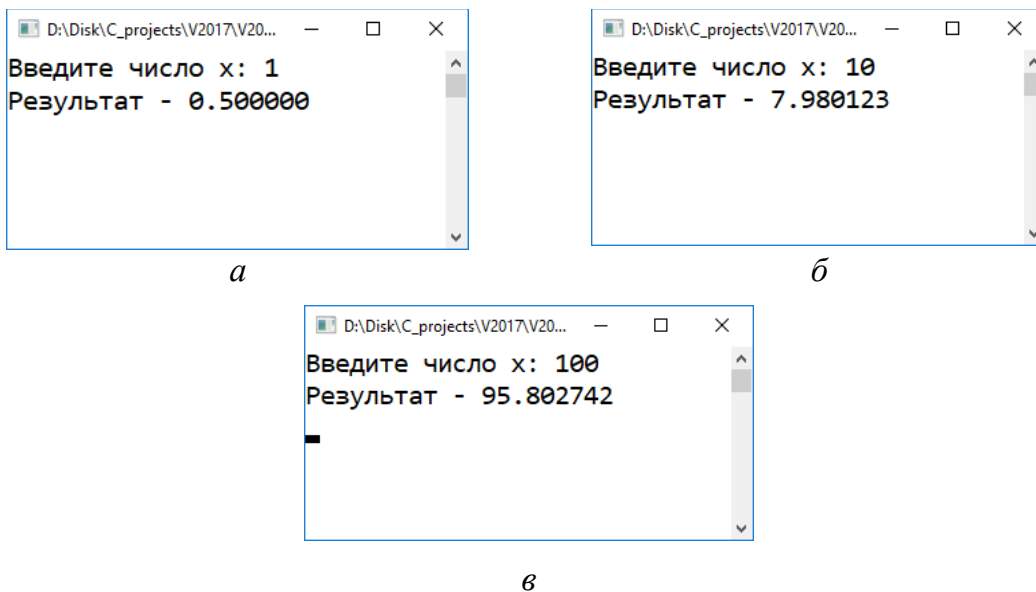 D:\Disk\C_projects\V2017\V20...
Введите число x: 1
Результат - 0.500000
а
D:\Disk\C_projects\V2017\V20...
Введите число x: 10
Результат - 7.980123
б
D:\Disk\C_projects\V2017\V20...
Введите число x: 100
Результат - 95.802742
в